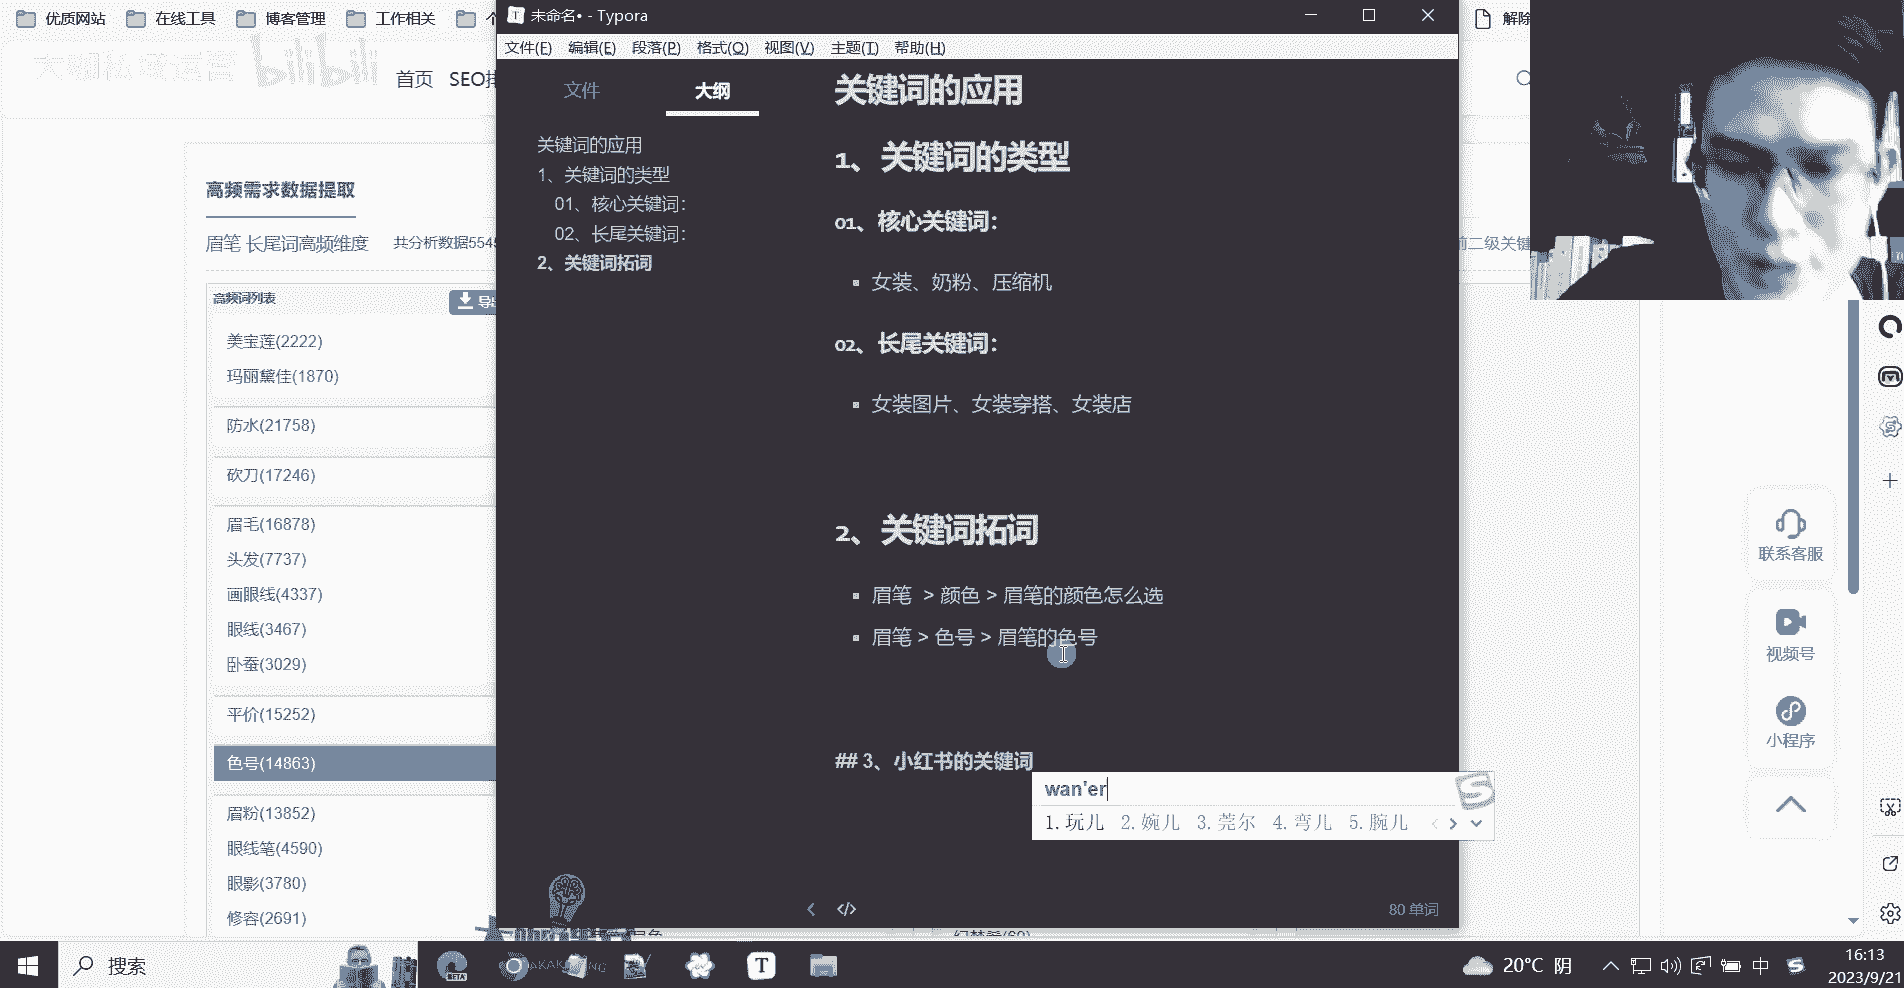 优质网站 在线工具 博客管理 工作相关
未命名• - Typora
解除
文件(F) 编辑(E) 段落(P) 格式(O) 视图(V) 主题(T) 帮助(H)
bilibili
首页 SEO排
文件 大纲
关键词的应用
1、关键词的类型
01、核心关键词：
02、长尾关键词：
2、关键词拓词
关键词的应用
1、关键词的类型
01、核心关键词：
女装、奶粉、压缩机
02、长尾关键词：
女装图片、女装穿搭、女装店
2、关键词拓词
眉笔 > 颜色 > 眉笔的颜色怎么选
眉笔 > 色号 > 眉笔的色号
## 3、小红书的关键词
wan'er
1.玩儿 2.婉儿 3.莞尔 4.弯儿 5.腕儿
80 单词
高频需求数据提取
眉笔 长尾词高频维度 共分析数据5545
前二级关键
高频词列表
导出
美宝莲(2222)
玛丽黛佳(1870)
防水(21758)
砍刀(17246)
眉毛(16878)
头发(7737)
画眼线(4337)
眼线(3467)
卧蚕(3029)
平价(15252)
色号(14863)
眉粉(13852)
眼线笔(4590)
眼影(3780)
修容(2691)
联系客服
视频号
小程序
搜索
BETA
20°C 阴
中
16:13
2023/9/21